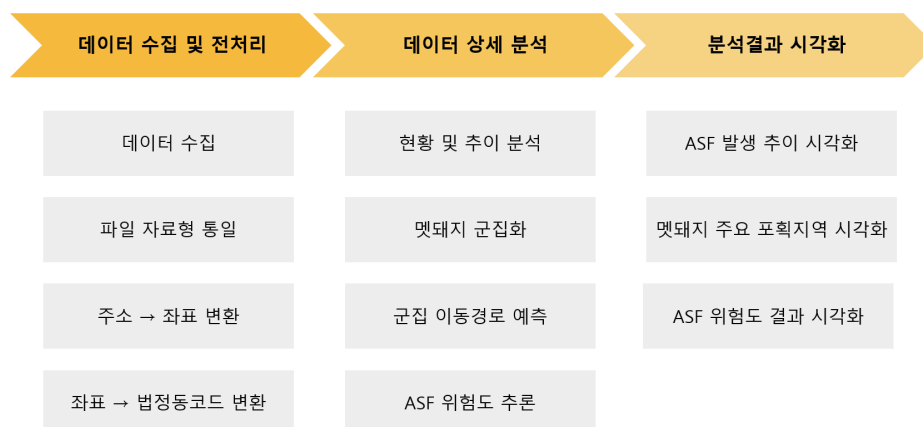 데이터 수집 및 전처리
데이터 상세 분석
분석결과 시각화
데이터 수집
현황 및 추이 분석
ASF 발생 추이 시각화
파일 자료형 통일
멧돼지 군집화
멧돼지 주요 포획지역 시각화
주소 → 좌표 변환
군집 이동경로 예측
ASF 위험도 결과 시각화
좌표 → 법정동코드 변환
ASF 위험도 추론